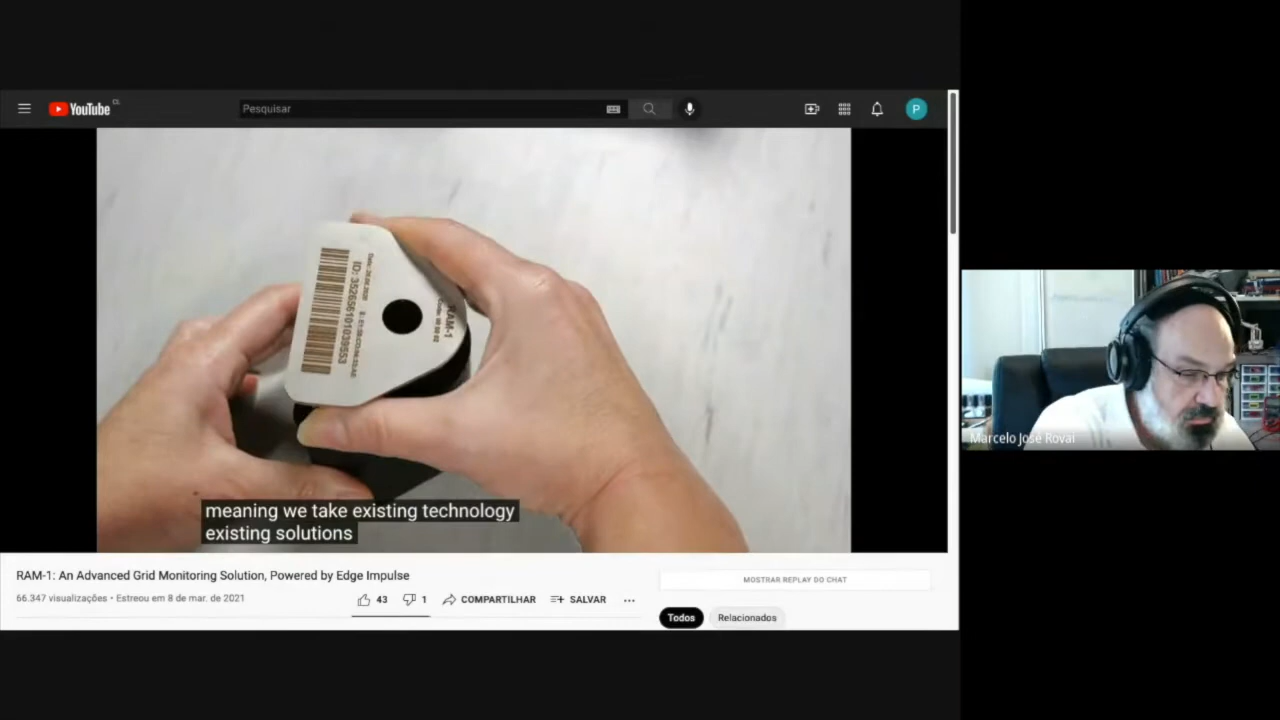 YouTube CL
Pesquisar
P
ID: 352656101039553
RAM-1
meaning we take existing technology
existing solutions
RAM-1: An Advanced Grid Monitoring Solution, Powered by Edge Impulse
66.347 visualizações • Estreou em 8 de mar. de 2021
43
1
COMPARTILHAR
SALVAR
MOSTRAR REPLAY DO CHAT
Todos
Relacionados
Marcelo José Rovai